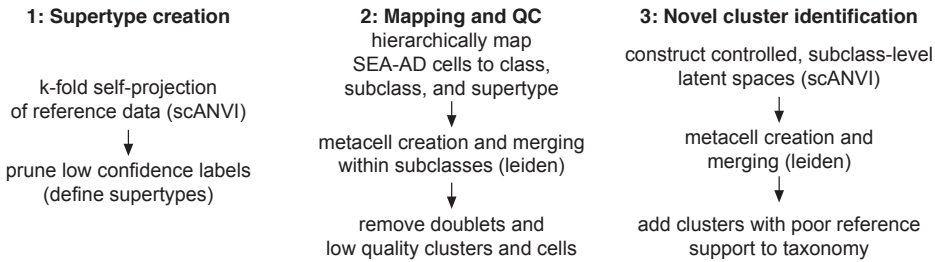 1: Supertype creation
k-fold self-projection
of reference data (scANVI)
prune low confidence labels
(define supertypes)
2: Mapping and QC
hierarchically map
SEA-AD cells to class,
subclass, and supertype
metacell creation and merging
within subclasses (leiden)
remove doublets and
low quality clusters and cells
3: Novel cluster identification
construct controlled, subclass-level
latent spaces (scANVI)
metacell creation and
merging (leiden)
add clusters with poor reference
support to taxonomy